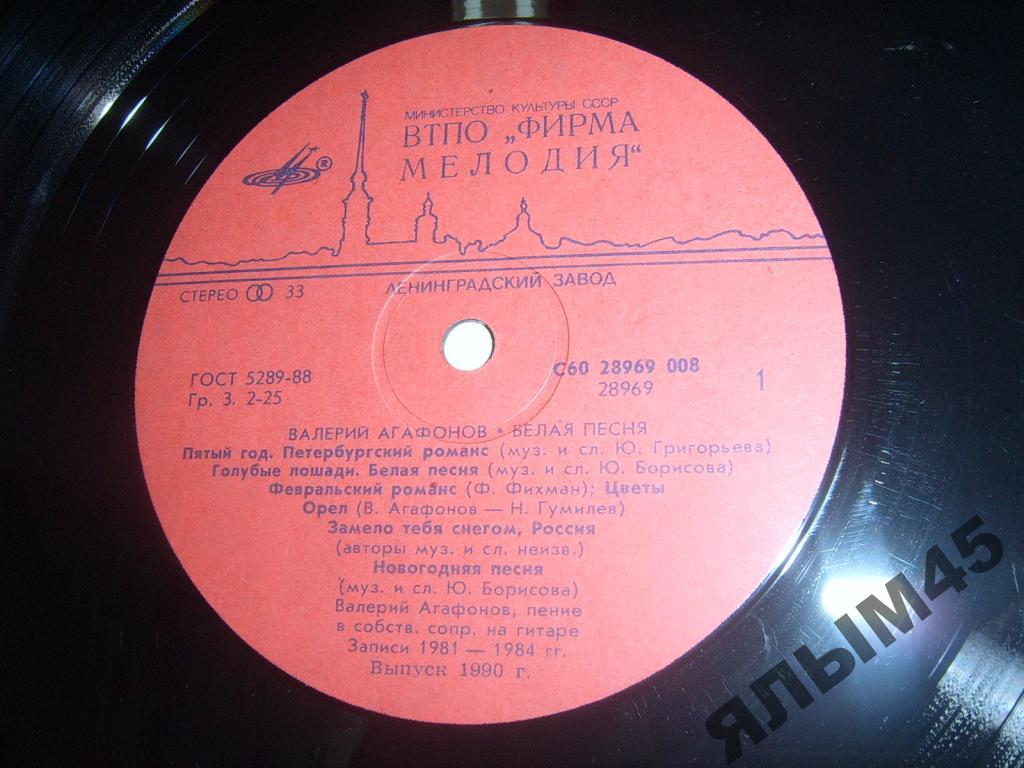 МИНИСТЕРСТВО КУЛЬТУРЫ СССР
ВТПО „ФИРМА
МЕЛОДИЯ“
®
СТЕРЕО 33
ЛЕНИНГРАДСКИЙ ЗАВОД
ГОСТ 5289-88
Гр. 3. 2-25
С60 28969 008
28969
1
ВАЛЕРИЙ АГАФОНОВ * БЕЛАЯ ПЕСНЯ
Пятый год. Петербургский романс (муз. и сл. Ю. Григорьева)
Голубые лошади. Белая песня (муз. и сл. Ю. Борисова)
Февральский романс (Ф. Фихман); Цветы
Орел (В. Агафонов — Н. Гумилев)
Замело тебя снегом, Россия
(авторы муз. и сл. неизв.)
Новогодняя песня
(муз. и сл. Ю. Борисова)
Валерий Агафонов, пение
в собств. сопр. на гитаре
Записи 1981 — 1984 гг.
Выпуск 1990 г.
ЯЛЫМ45